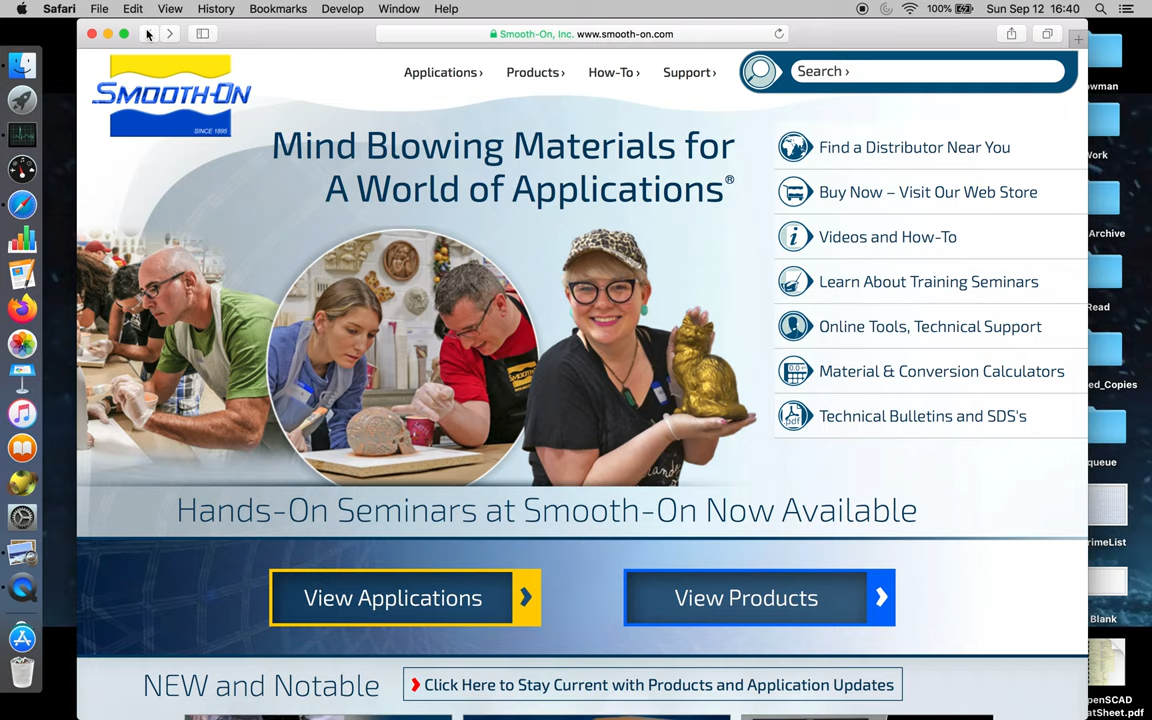 Safari File Edit View History Bookmarks Develop Window Help
100% Sun Sep 12 16:40
Smooth-On, Inc. www.smooth-on.com
SMOOTH-ON
SINCE 1895
Applications› Products› How-To› Support›
Search ›
Mind Blowing Materials for
A World of Applications®
Find a Distributor Near You
Buy Now – Visit Our Web Store
Videos and How-To
Learn About Training Seminars
Online Tools, Technical Support
Material & Conversion Calculators
Technical Bulletins and SDS's
Hands-On Seminars at Smooth-On Now Available
View Applications
View Products
NEW and Notable
Click Here to Stay Current with Products and Application Updates
owman
Work
Archive
Read
ed_Copies
queue
rimeList
Blank
penSCAD
atSheet.pdf